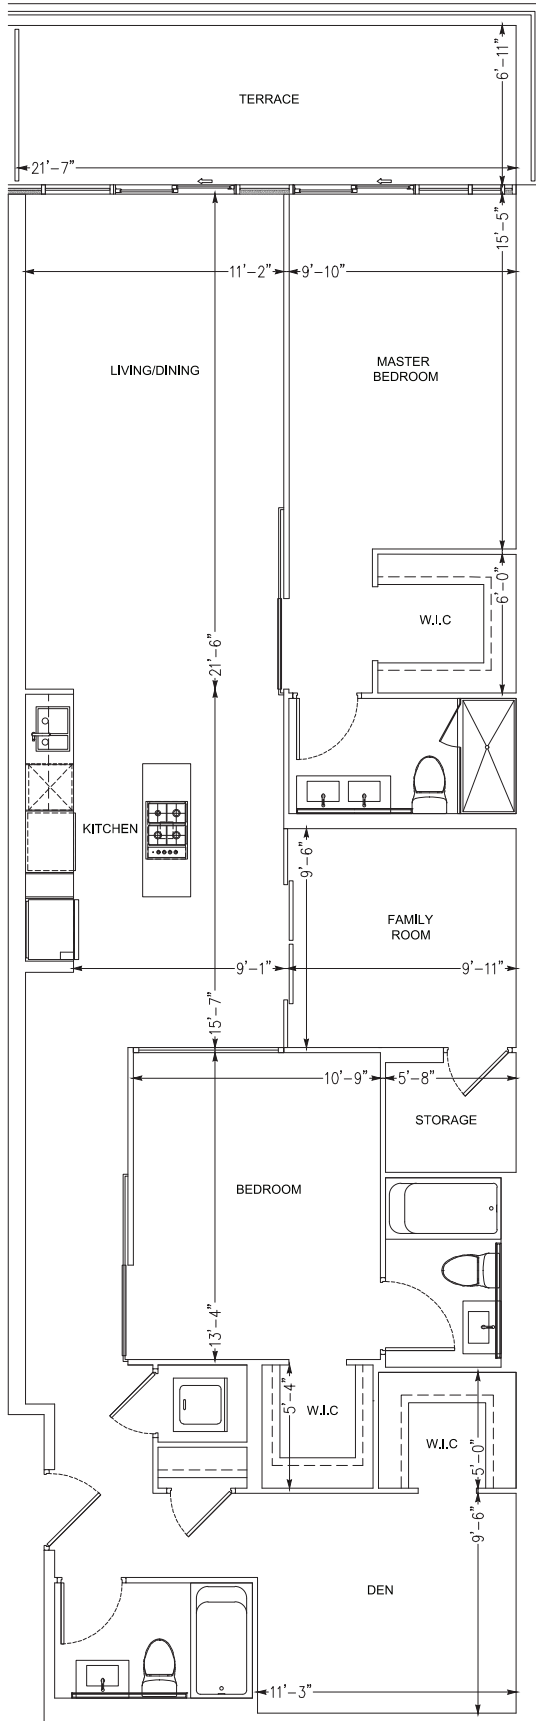 6'-11"
TERRACE
21'-7"
15'-5"
11'-2"
9'-10"
LIVING/DINING
MASTER
BEDROOM
6'-0"
W.I.C
21'-6"
KITCHEN
9'-6"
FAMILY
ROOM
9'-1"
9'-11"
15'-7"
10'-9"
5'-8"
STORAGE
BEDROOM
13'-4"
5'-4"
W.I.C
W.I.C
5'-0"
9'-6"
DEN
11'-3"